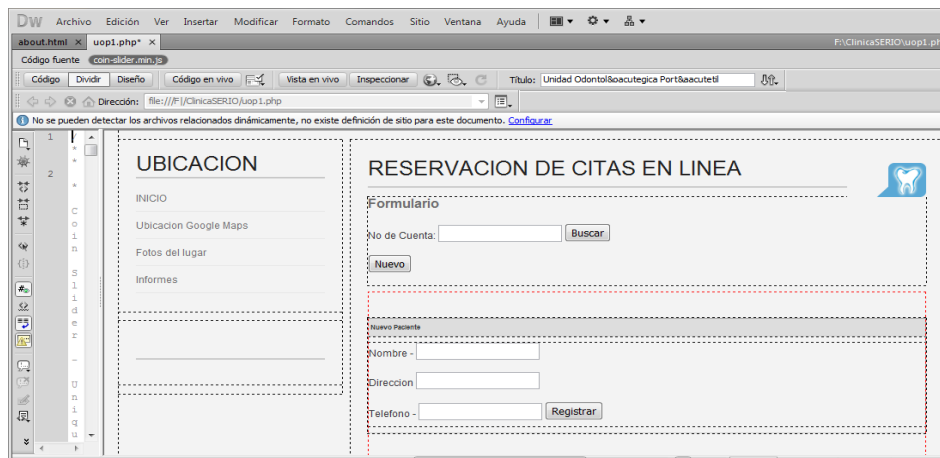 Dw Archivo Edición Ver Insertar Modificar Formato Comandos Sitio Ventana Ayuda
about.html × uop1.php* × F:\ClinicaSERIO\uop1.ph
Código fuente coin-slider.min.js
Código Dividir Diseño Código en vivo Vista en vivo Inspeccionar Título: Unidad Odontol&oacutegica Port&aacutetil
Dirección: file:///F|/ClinicaSERIO/uop1.php
No se pueden detectar los archivos relacionados dinámicamente, no existe definición de sitio para este documento. Configurar
1 /
*
*
2
*
C
o
i
n
S
l
i
d
e
r
-
U
n
i
q
u
UBICACION
INICIO
Ubicacion Google Maps
Fotos del lugar
Informes
RESERVACION DE CITAS EN LINEA
Formulario
No de Cuenta: Buscar
Nuevo
Nuevo Paciente
Nombre -
Direccion
Telefono - Registrar